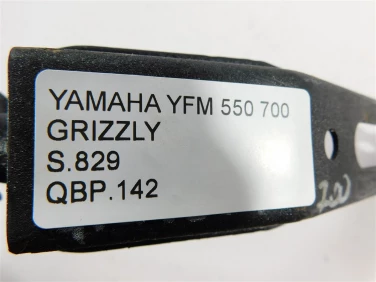 YAMAHA YFM 550 700
GRIZZLY
S.829
QBP.142